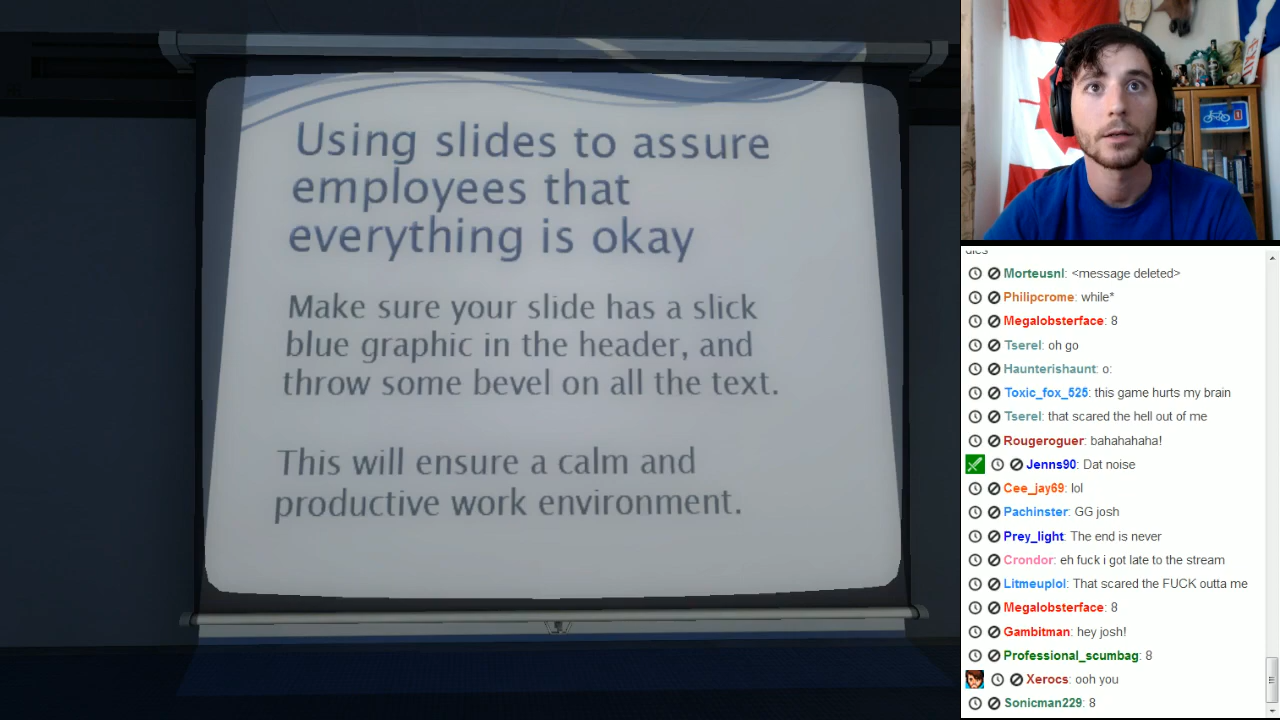 Using slides to assure
employees that
everything is okay
Make sure your slide has a slick
blue graphic in the header, and
throw some bevel on all the text.
This will ensure a calm and
productive work environment.
Morteusnl: <message deleted>
Philipcrome: while*
Megalobsterface: 8
Tserel: oh go
Haunterishaunt: o:
Toxic_fox_525: this game hurts my brain
Tserel: that scared the hell out of me
Rougeroguer: bahahahaha!
Jenns90: Dat noise
Cee_jay69: lol
Pachinster: GG josh
Prey_light: The end is never
Crondor: eh fuck i got late to the stream
Litmeuplol: That scared the FUCK outta me
Megalobsterface: 8
Gambitman: hey josh!
Professional_scumbag: 8
Xerocs: ooh you
Sonicman229: 8